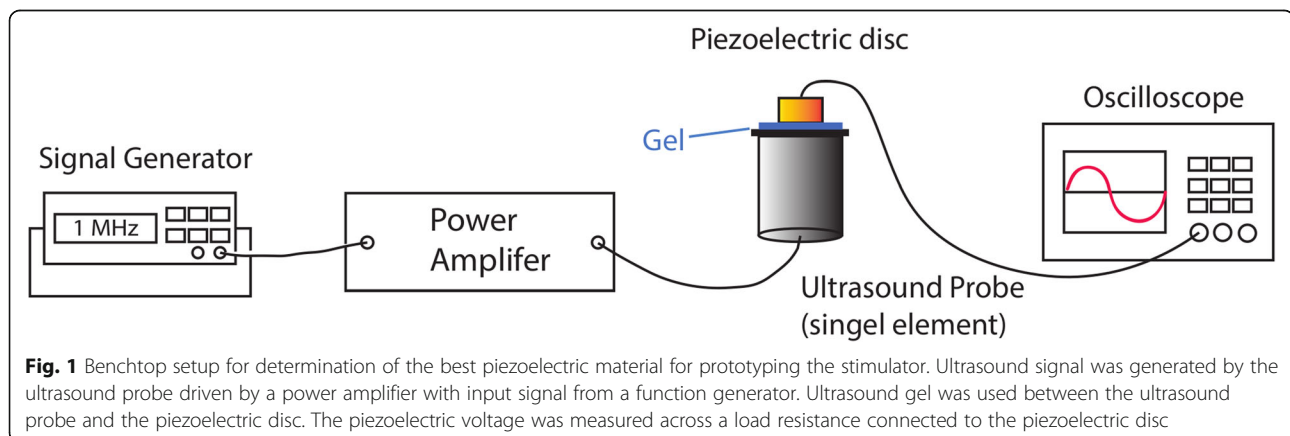 Piezoelectric disc
Oscilloscope
Gel
Signal Generator
1 MHz
Power
Amplifer
Ultrasound Probe
(singel element)
Fig. 1 Benchtop setup for determination of the best piezoelectric material for prototyping the stimulator. Ultrasound signal was generated by the
ultrasound probe driven by a power amplifier with input signal from a function generator. Ultrasound gel was used between the ultrasound
probe and the piezoelectric disc. The piezoelectric voltage was measured across a load resistance connected to the piezoelectric disc